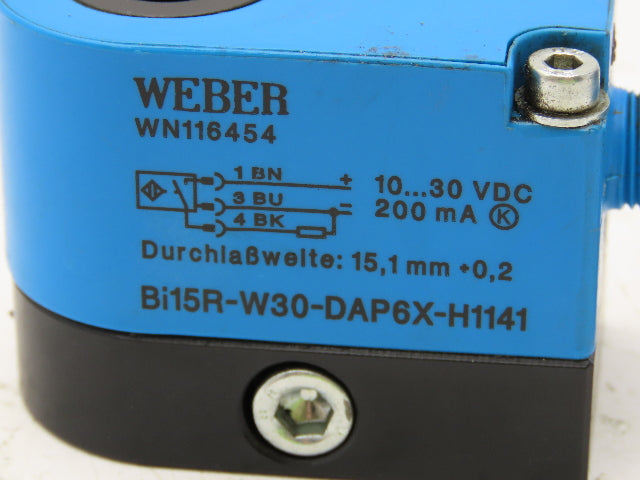 WEBER
WN116454
1 BN + 10...30 VDC
3 BU - 200 mA Ⓚ
4 BK
Durchlaßweite: 15,1 mm +0,2
Bi15R-W30-DAP6X-H1141